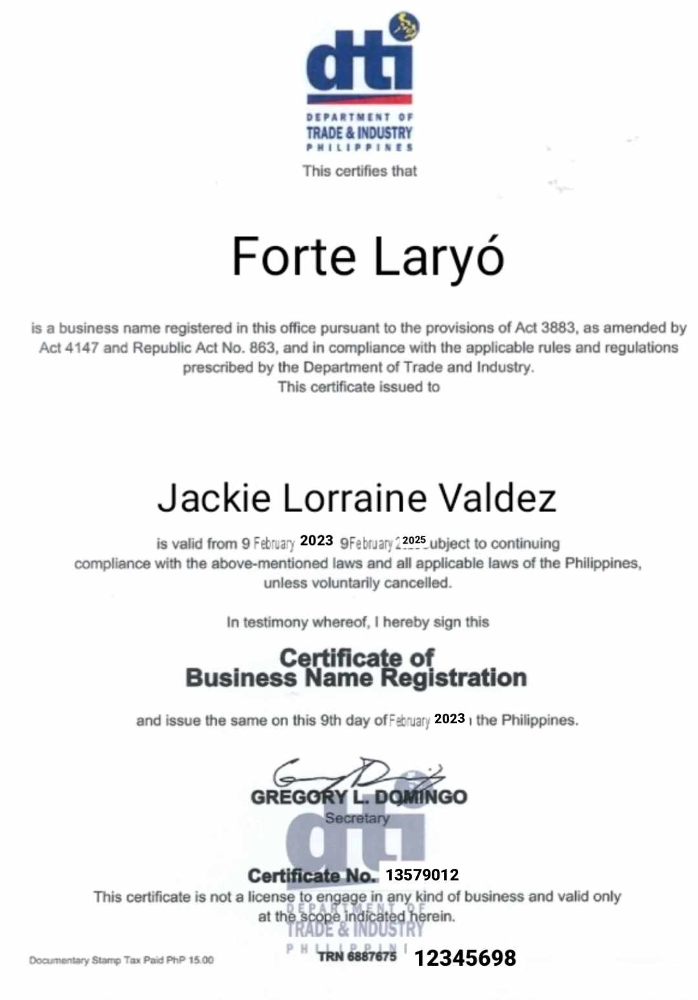 dti
DEPARTMENT OF
TRADE & INDUSTRY
PHILIPPINES
This certifies that
Forte Laryó
is a business name registered in this office pursuant to the provisions of Act 3883, as amended by
Act 4147 and Republic Act No. 863, and in compliance with the applicable rules and regulations
prescribed by the Department of Trade and Industry.
This certificate issued to
Jackie Lorraine Valdez
is valid from 9 February 2023 9February 2025 ubject to continuing
compliance with the above-mentioned laws and all applicable laws of the Philippines,
unless voluntarily cancelled.
In testimony whereof, I hereby sign this
Certificate of
Business Name Registration
and issue the same on this 9th day of February 2023 the Philippines.
GREGORY L. DOMINGO
Secretary
dti
Certificate No. 13579012
This certificate is not a license to engage in any kind of business and valid only
DEPARTMENT OF
at the scope indicated herein.
TRADE & INDUSTRY
PHILIPPIN
TRN 6887675 12345698
Documentary Stamp Tax Paid PhP 15.00